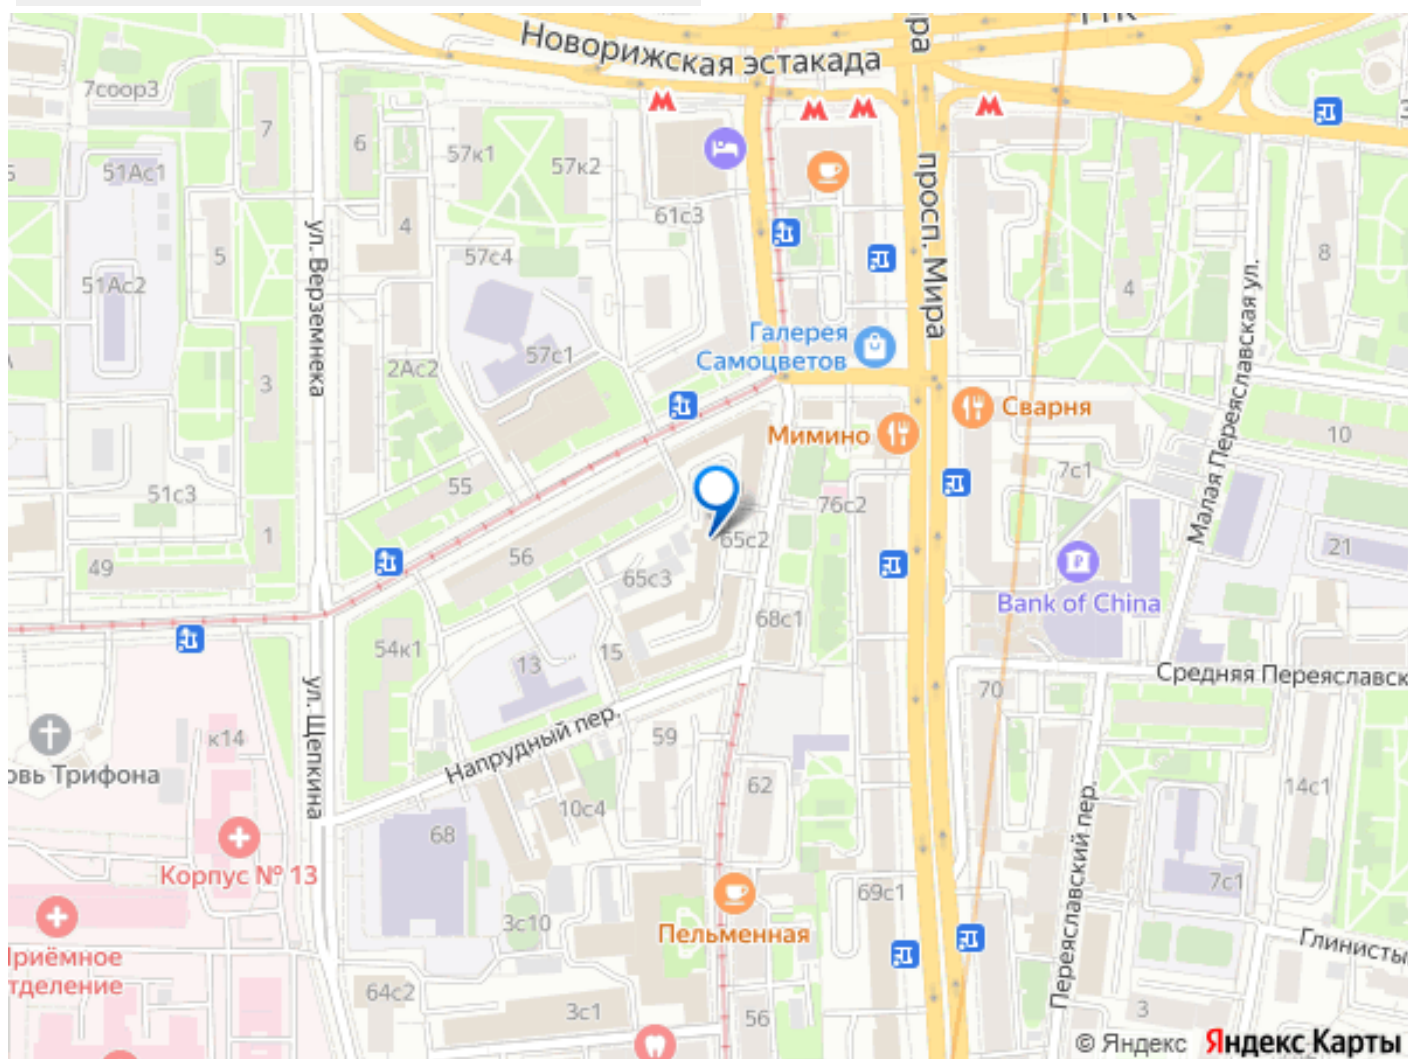 Новорижская эстакада
7соор3
7
6
57к1
57к2
51Ас1
61с3
просп. Мира
4
5
57с4
ул. Верземнека
8
51Ас2
4
Малая Переяславская ул.
Галерея
Самоцветов
57с1
2Ас2
3
Сварня
Мимино
10
7с1
55
51с3
76с2
1
65с2
56
21
49
65с3
Bank of China
68с1
54к1
15
13
Средняя Переяславск
70
ул. Щепкина
Напрудный пер.
к14
59
овь Трифона
62
14с1
10с4
68
Переяславский пер.
Корпус № 13
7с1
69с1
3с10
Пельменная
Глинисты
риёмное
тделение
64с2
3с1
56
3
© Яндекс Яндекс Карты